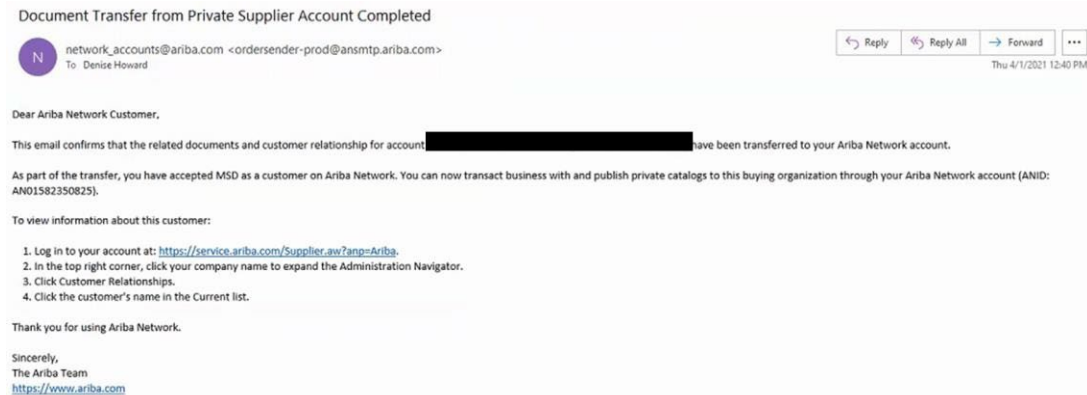 Document Transfer from Private Supplier Account Completed
N
network_accounts@ariba.com <ordersender-prod@ansmtp.ariba.com>
To Denise Howard
Reply
Reply All
Forward
...
Thu 4/1/2021 12:40 PM
Dear Ariba Network Customer,
This email confirms that the related documents and customer relationship for account have been transferred to your Ariba Network account.
As part of the transfer, you have accepted MSD as a customer on Ariba Network. You can now transact business with and publish private catalogs to this buying organization through your Ariba Network account (ANID:
AN01582350825).
To view information about this customer:
1. Log in to your account at: https://service.ariba.com/Supplier.aw?anp=Ariba.
2. In the top right corner, click your company name to expand the Administration Navigator.
3. Click Customer Relationships.
4. Click the customer's name in the Current list.
Thank you for using Ariba Network.
Sincerely,
The Ariba Team
https://www.ariba.com